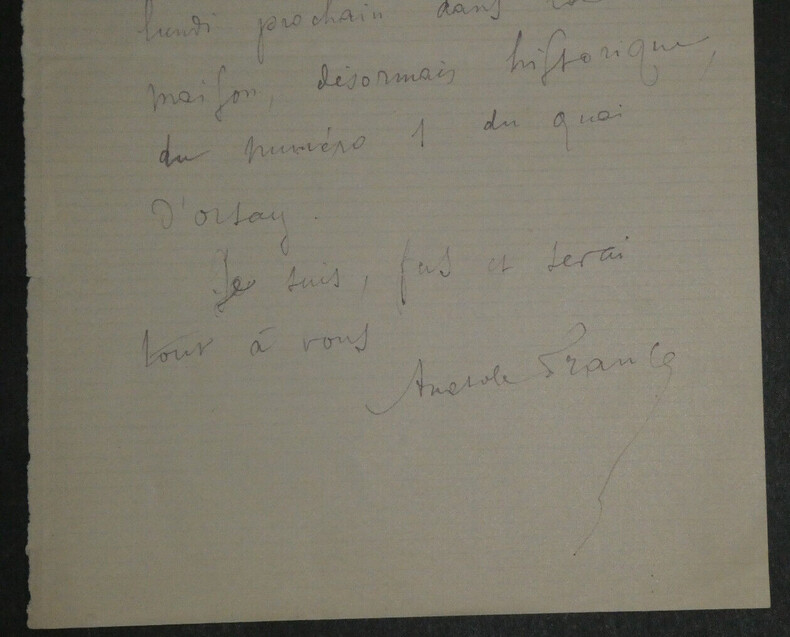 lundi prochain dans la
maison, désormais historique,
du numéro 1 du quai
D'orsay.
Je suis, fus et serai
tout à vous
Anatole France